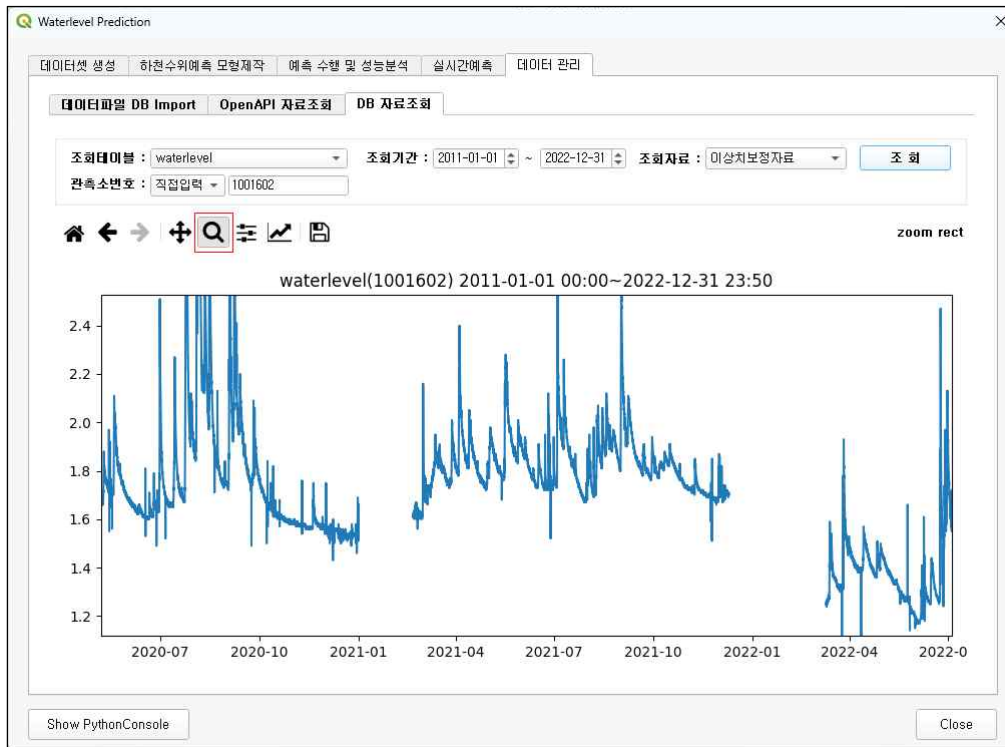 Waterlevel Prediction
데이터셋 생성 하천수위예측 모형제작 예측 수행 및 성능분석 실시간예측 데이터 관리
데이터파일 DB Import OpenAPI 자료조회 DB 자료조회
조회테이블 : waterlevel 조회기간 : 2011-01-01 ~ 2022-12-31 조회자료 : 이상치보정자료 조 회
관측소번호 : 직접입력 1001602
zoom rect
waterlevel(1001602) 2011-01-01 00:00~2022-12-31 23:50
2.4
2.2
2.0
1.8
1.6
1.4
1.2
2020-07 2020-10 2021-01 2021-04 2021-07 2021-10 2022-01 2022-04 2022-0
Show PythonConsole Close